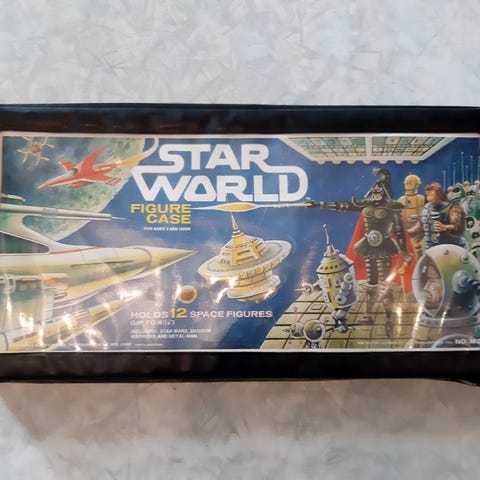 STAR
WORLD
FIGURE
CASE
FOR AGES 3 AND OVER
HOLDS 12 SPACE FIGURES
(UP TO 4½")
INCLUDES: STAR WARS, SHOGUN
WARRIORS AND METAL-MAN.
NO.